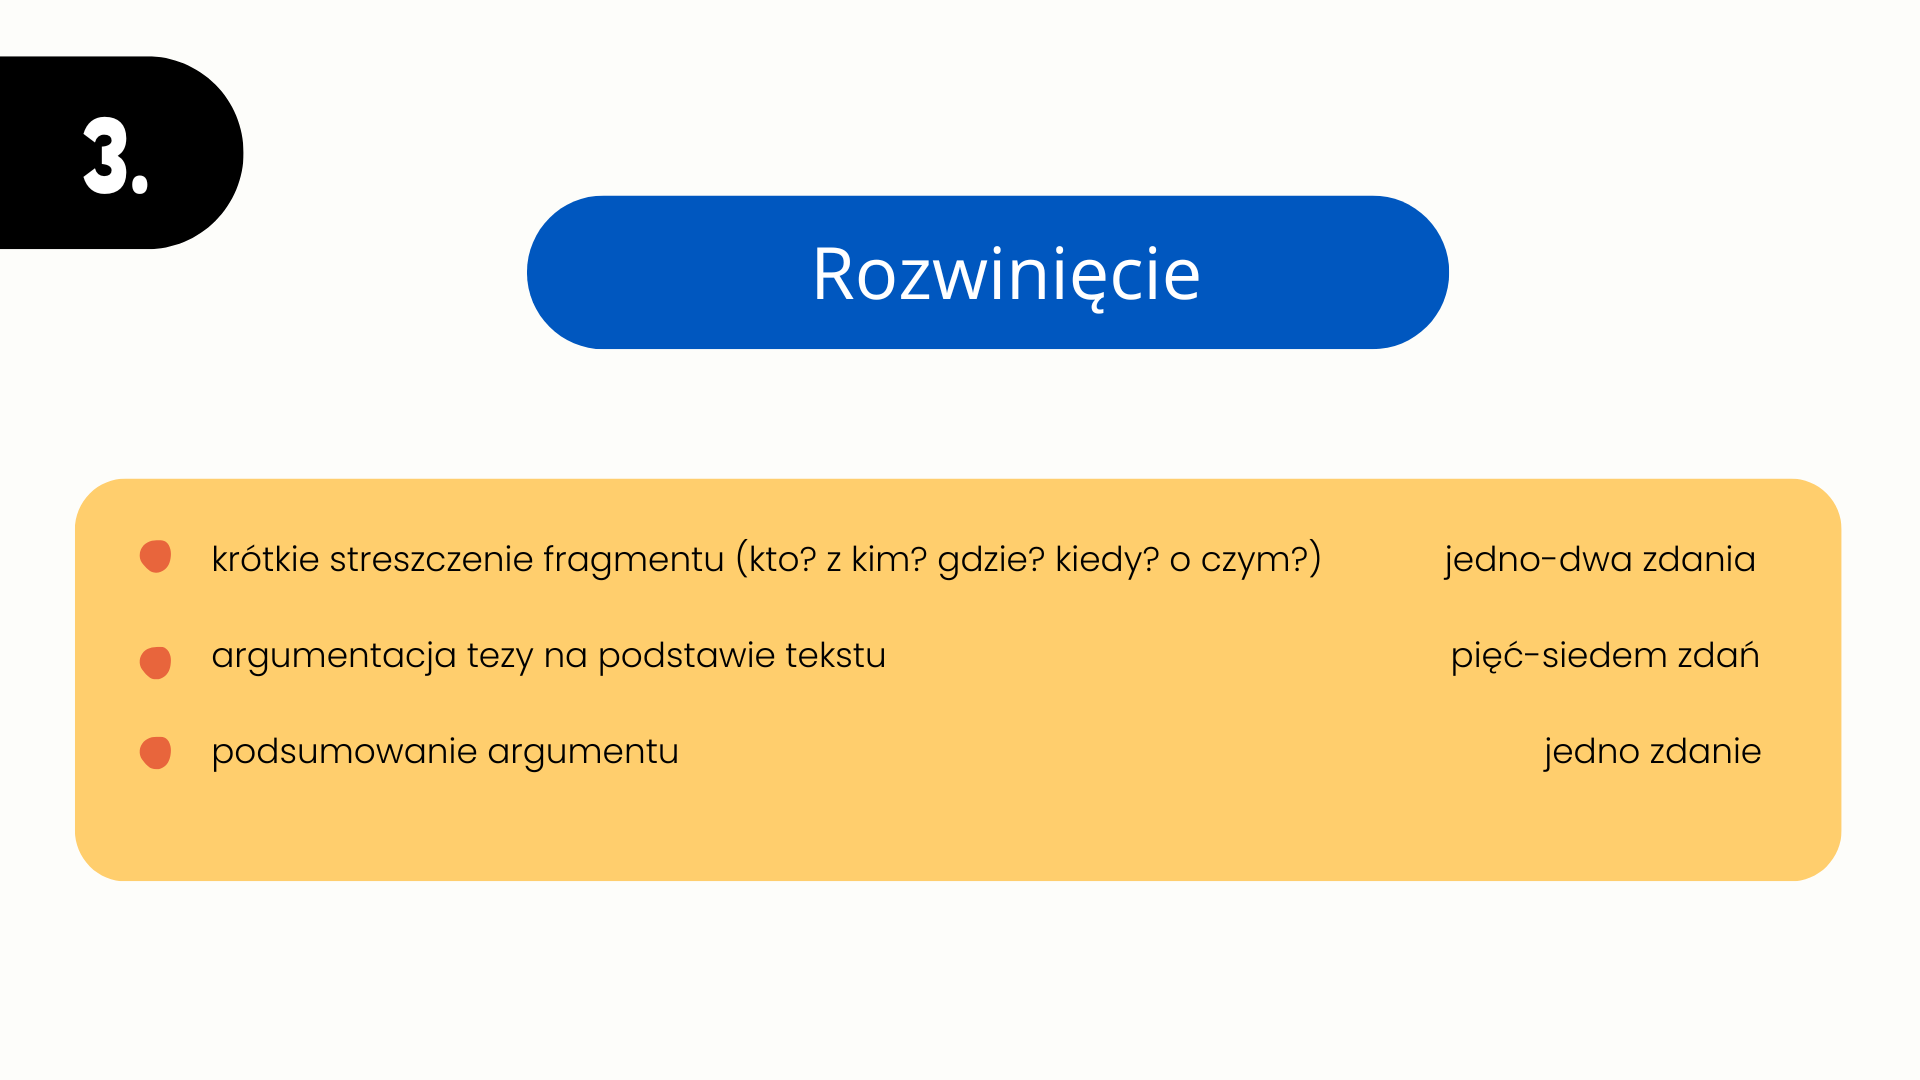 3.
Rozwinięcie
krótkie streszczenie fragmentu (kto? z kim? gdzie? kiedy? o czym?) jedno-dwa zdania
argumentacja tezy na podstawie tekstu pięć-siedem zdań
podsumowanie argumentu jedno zdanie